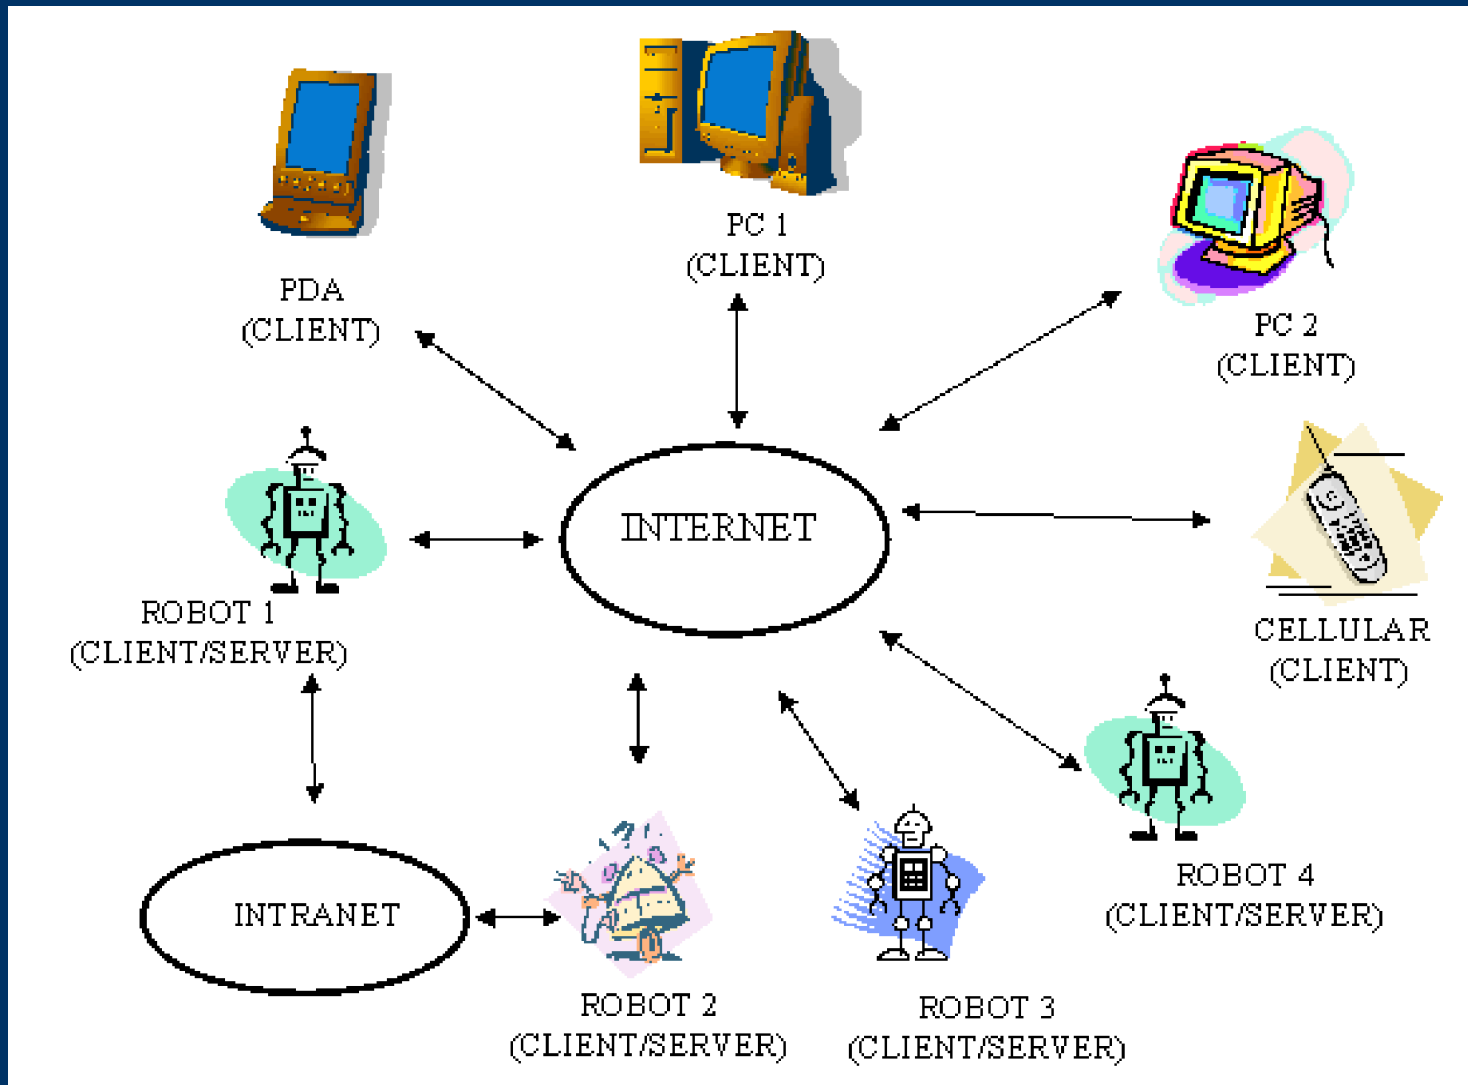 PC 1
(CLIENT)
PDA
(CLIENT)
PC 2
(CLIENT)
INTERNET
ROBOT 1
(CLIENT/SERVER)
CELLULAR
(CLIENT)
ROBOT 4
(CLIENT/SERVER)
INTRANET
ROBOT 2
(CLIENT/SERVER)
ROBOT 3
(CLIENT/SERVER)